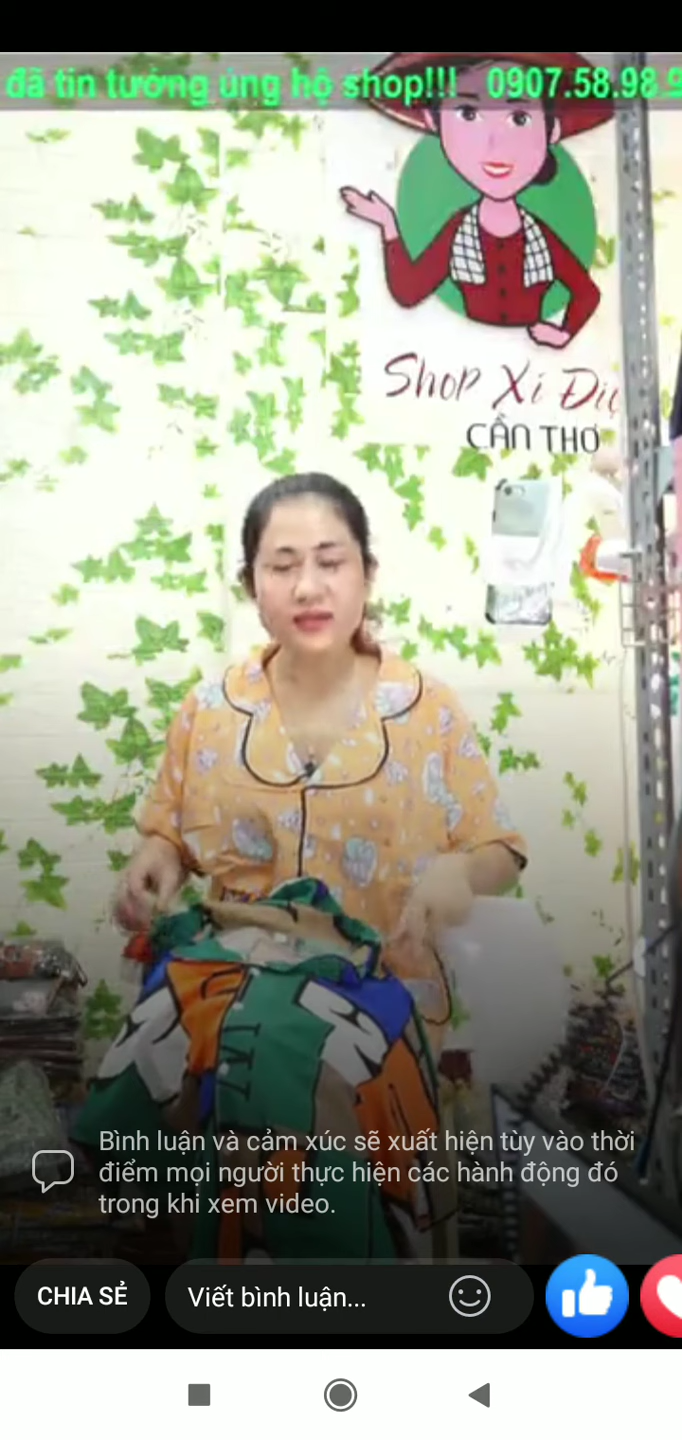 đã tin tưởng ủng hộ shop!!! 0907.58.98.9
Shop Xí
CẦN THƠ
Bình luận và cảm xúc sẽ xuất hiện tùy vào thời
điểm mọi người thực hiện các hành động đó
trong khi xem video.
CHIA SẺ
Viết bình luận...